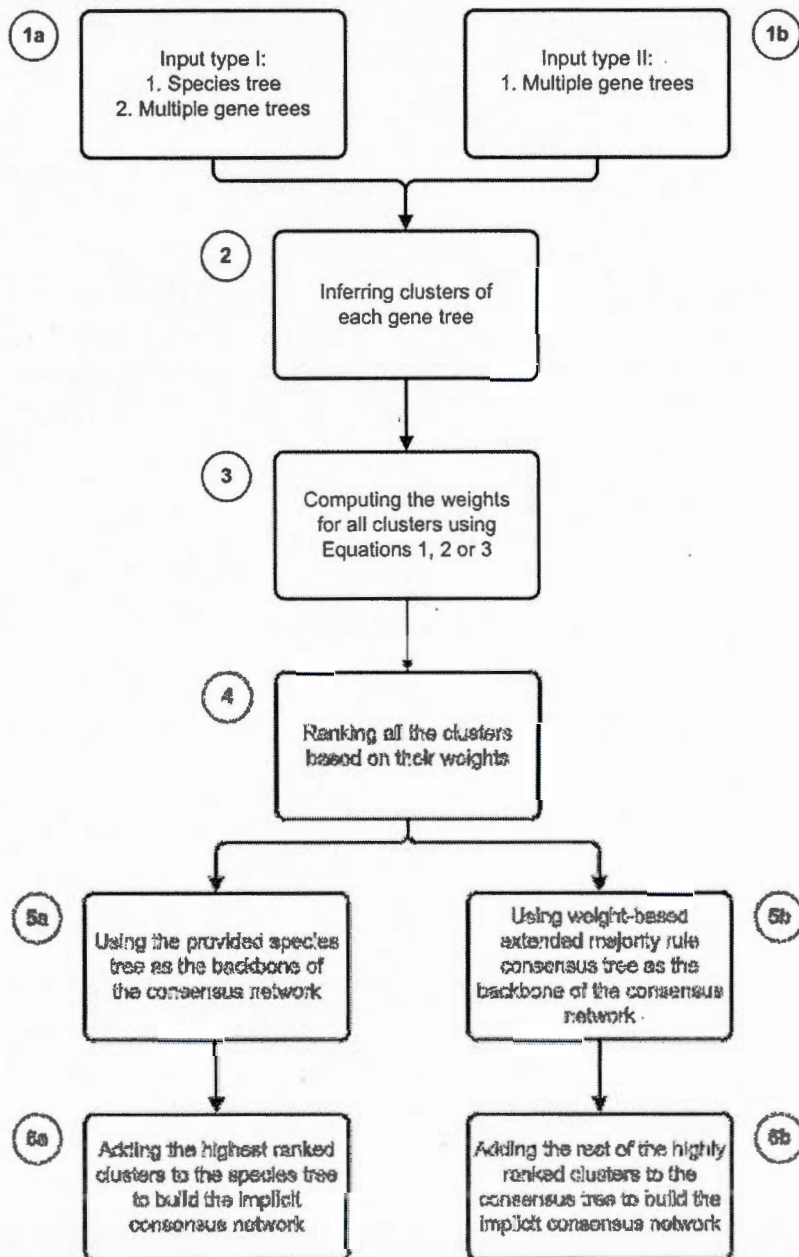 1a
Input type I:
1. Species tree
2. Multiple gene trees
Input type II:
1. Multiple gene trees
1b
2
Inferring clusters of
each gene tree
3
Computing the weights
for all clusters using
Equations 1, 2 or 3
4
Ranking all the clusters
based on their weights
5a
Using the provided species
tree as the backbone of
the consensus network
Using weight-based
extended majority rule
consensus tree as the
backbone of the consensus
network
5b
6a
Adding the highest ranked
clusters to the species tree
to build the implicit
consensus network
Adding the rest of the highly
ranked clusters to the
consensus tree to build the
implicit consensus network
6b